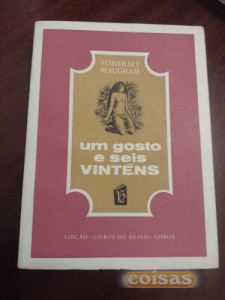 SOMERSET
MAUGHAM
um gosto
e seis
VINTÉNS
EDIÇÃO «LIVROS DO BRASIL» LISBOA
coisas